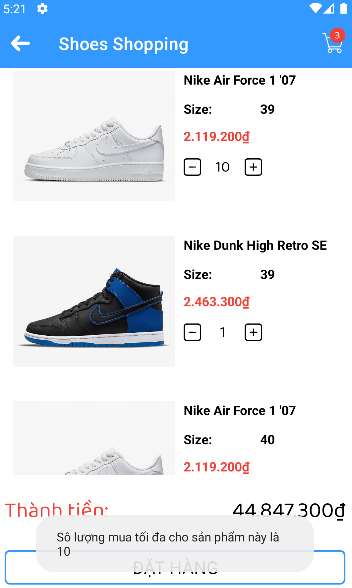 5:21
Shoes Shopping
3
Nike Air Force 1 '07
Size: 39
2.119.200₫
10
Nike Dunk High Retro SE
Size: 39
2.463.300₫
1
Nike Air Force 1 '07
Size: 40
2.119.200₫
Thành tiền: 44.847.300₫
Sô lượng mua tối đa cho sản phẩm này là
10
ĐẶT HÀNG